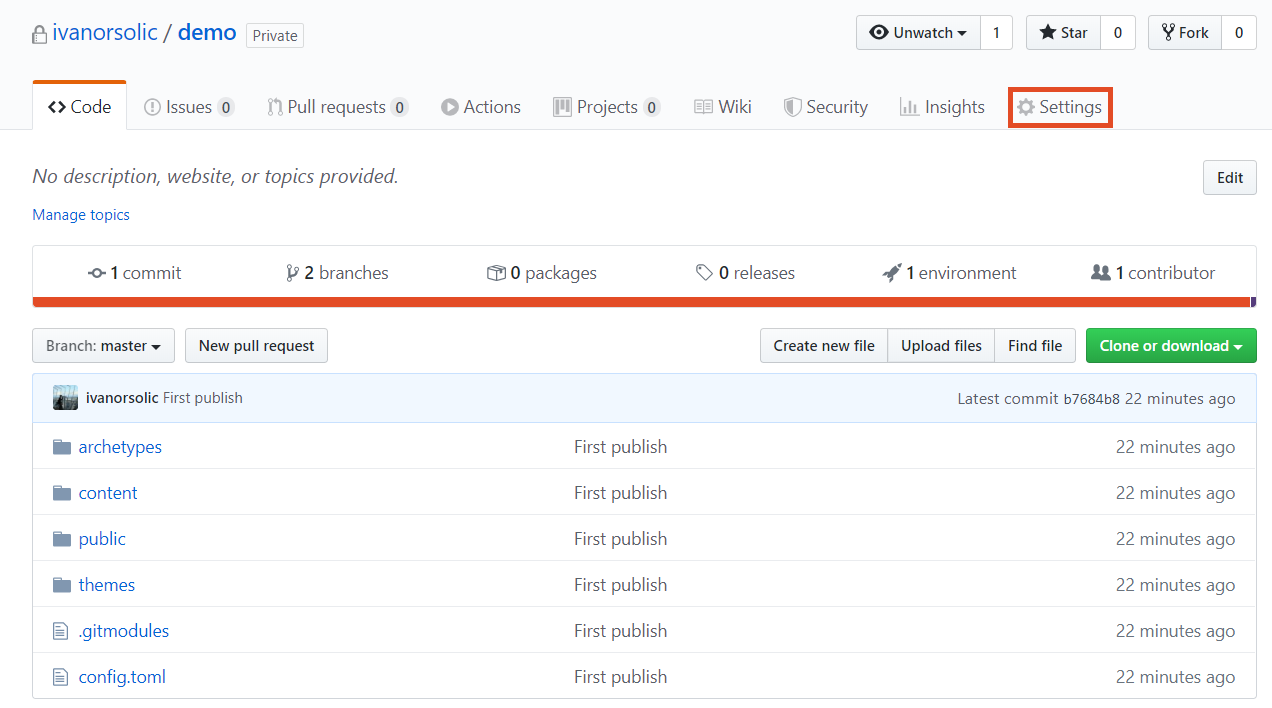 ivanorsolic / demo Private Unwatch 1 Star 0 Fork 0
Code Issues 0 Pull requests 0 Actions Projects 0 Wiki Security Insights Settings
No description, website, or topics provided. Edit
Manage topics
1 commit 2 branches 0 packages 0 releases 1 environment 1 contributor
Branch: master New pull request Create new file Upload files Find file Clone or download
ivanorsolic First publish Latest commit b7684b8 22 minutes ago
archetypes First publish 22 minutes ago
content First publish 22 minutes ago
public First publish 22 minutes ago
themes First publish 22 minutes ago
.gitmodules First publish 22 minutes ago
config.toml First publish 22 minutes ago